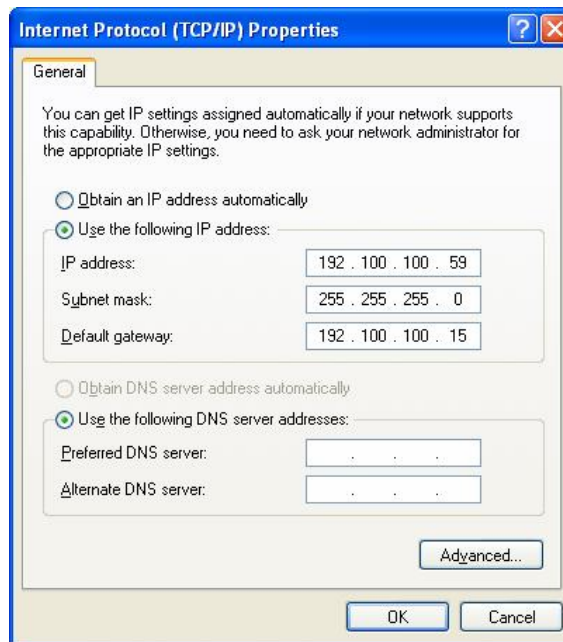 Internet Protocol (TCP/IP) Properties
General
You can get IP settings assigned automatically if your network supports
this capability. Otherwise, you need to ask your network administrator for
the appropriate IP settings.
Obtain an IP address automatically
Use the following IP address:
IP address: 192 . 100 . 100 . 59
Subnet mask: 255 . 255 . 255 . 0
Default gateway: 192 . 100 . 100 . 15
Obtain DNS server address automatically
Use the following DNS server addresses:
Preferred DNS server: . . .
Alternate DNS server: . . .
Advanced...
OK Cancel